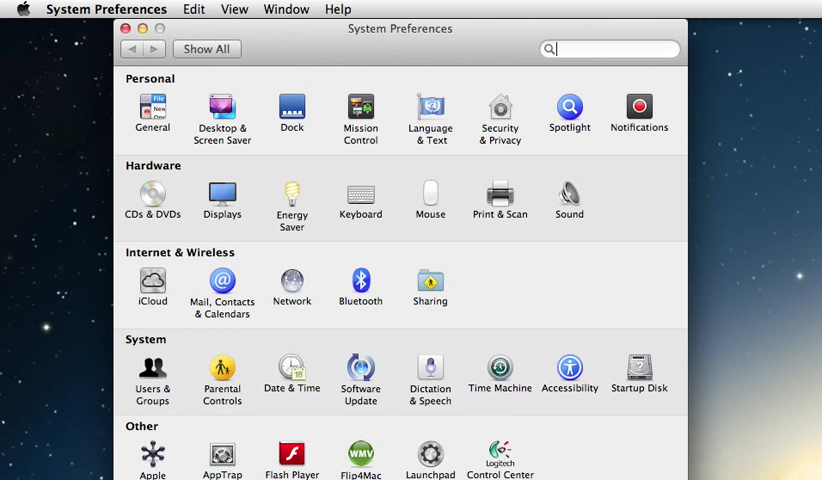 System Preferences Edit View Window Help
System Preferences
Show All
Personal
General
Desktop &
Screen Saver
Dock
Mission
Control
Language
& Text
Security
& Privacy
Spotlight
Notifications
Hardware
CDs & DVDs
Displays
Energy
Saver
Keyboard
Mouse
Print & Scan
Sound
Internet & Wireless
iCloud
Mail, Contacts
& Calendars
Network
Bluetooth
Sharing
System
Users &
Groups
Parental
Controls
Date & Time
18
Software
Update
Dictation
& Speech
Time Machine
Accessibility
Startup Disk
Other
Apple
AppTrap
Flash Player
WMV
Flip4Mac
Launchpad
Logitech
Control Center